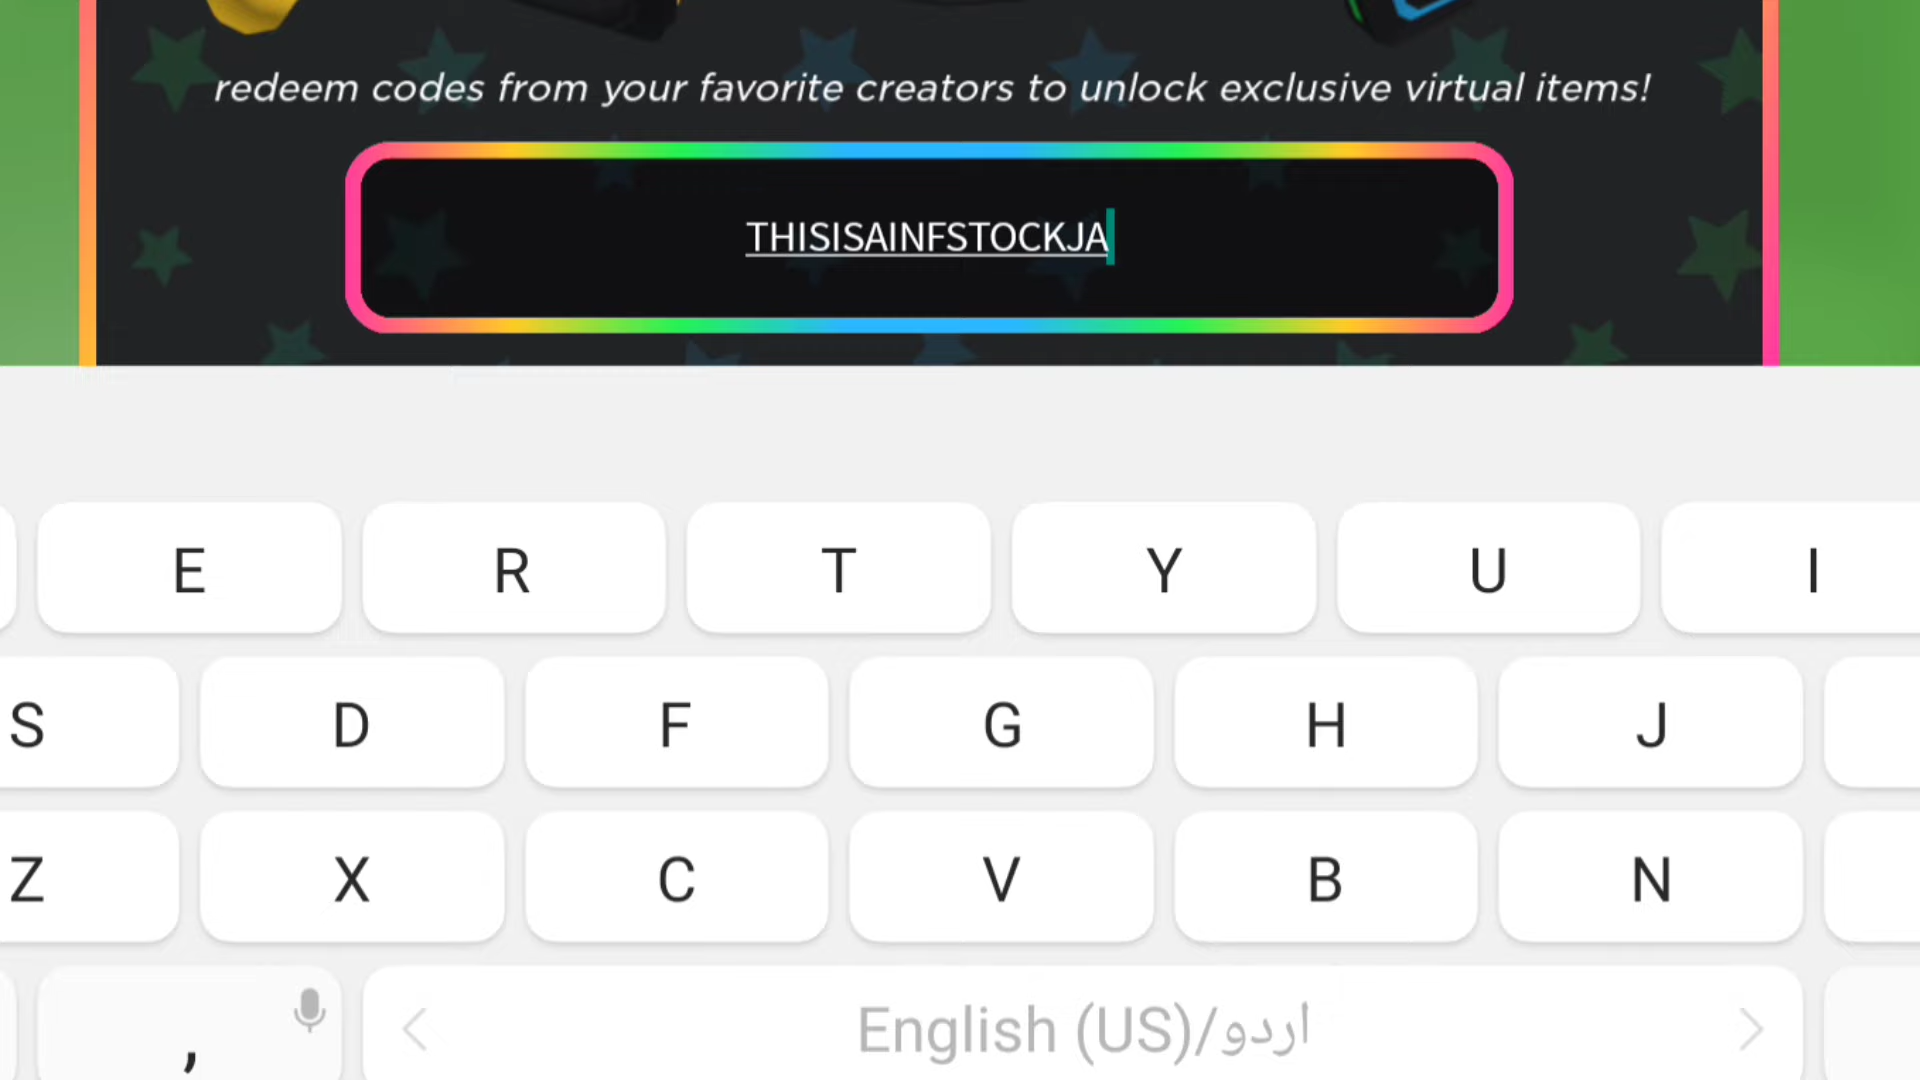 redeem codes from your favorite creators to unlock exclusive virtual items!
THISISAINFSTOCKJA
E R T Y U I
S D F G H J
Z X C V B N
, English (US)/اردو